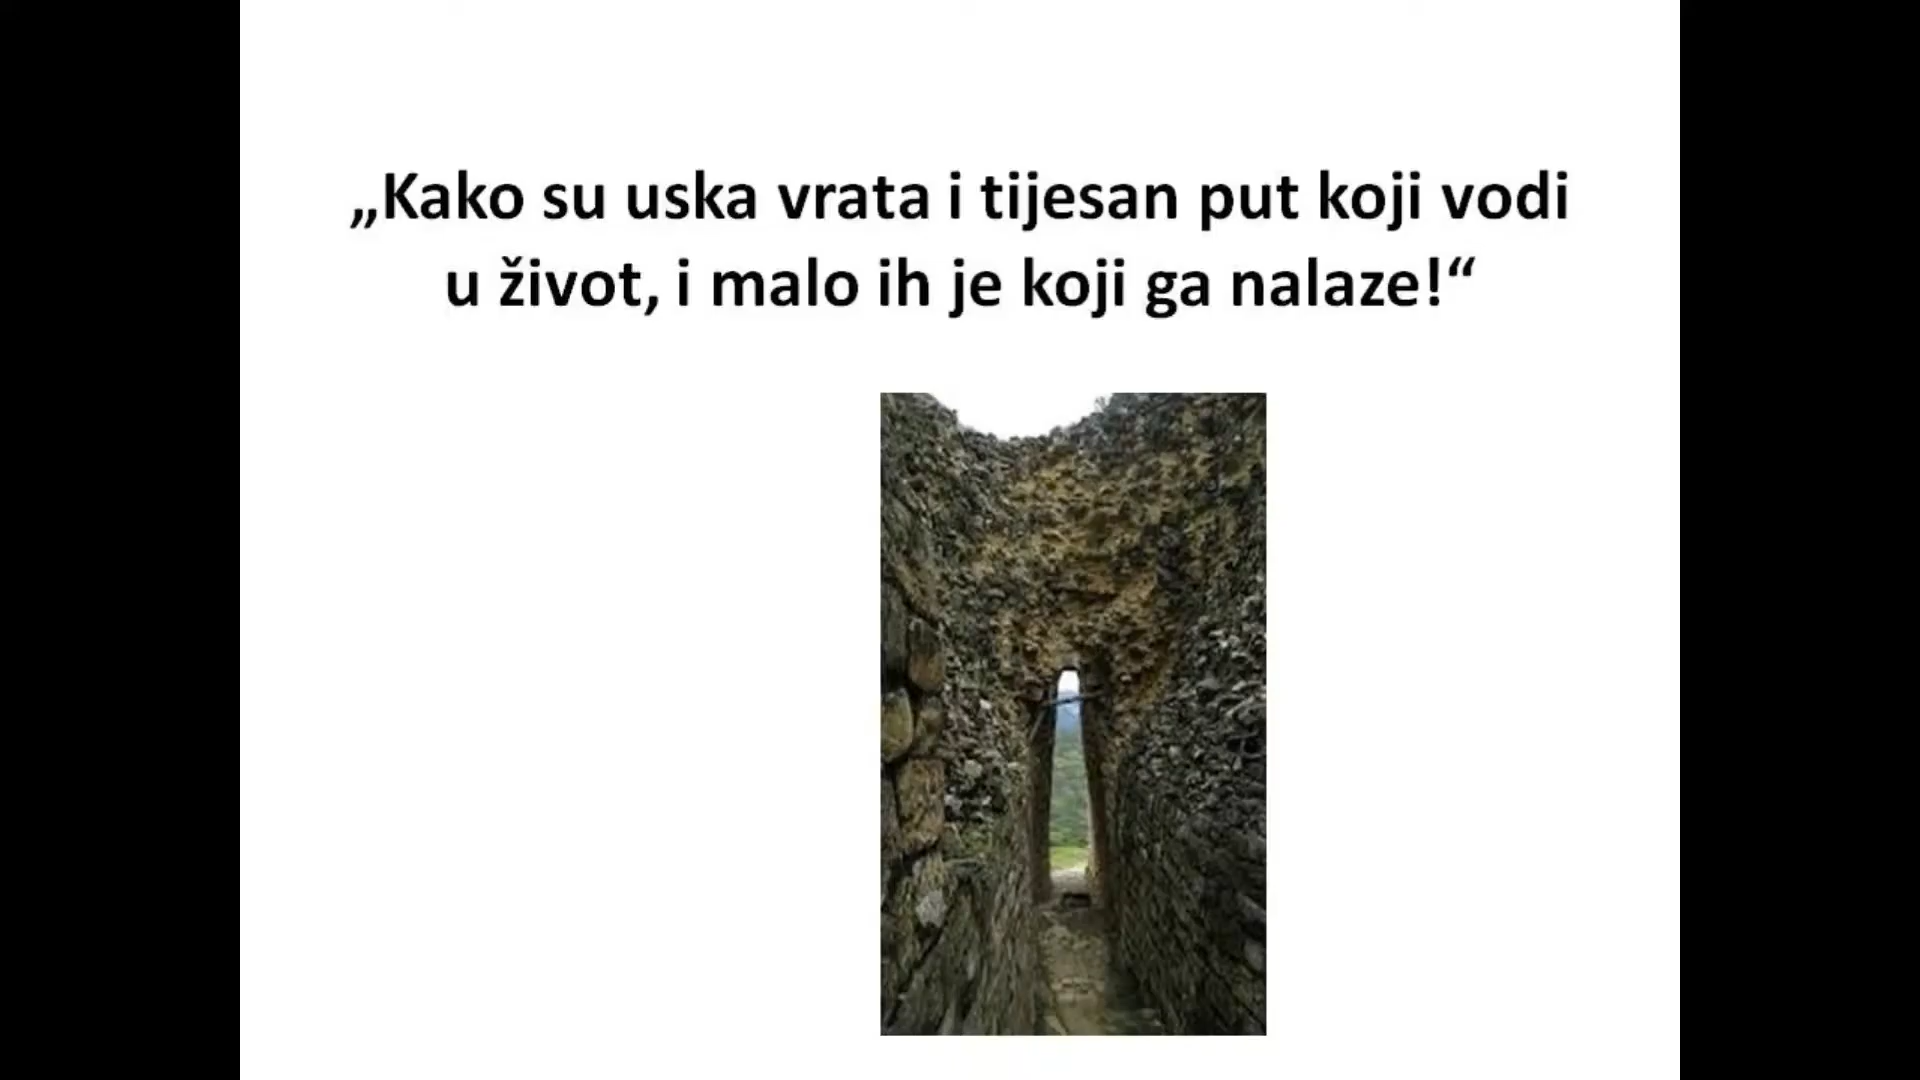 „Kako su uska vrata i tijesan put koji vodi
u život, i malo ih je koji ga nalaze!“